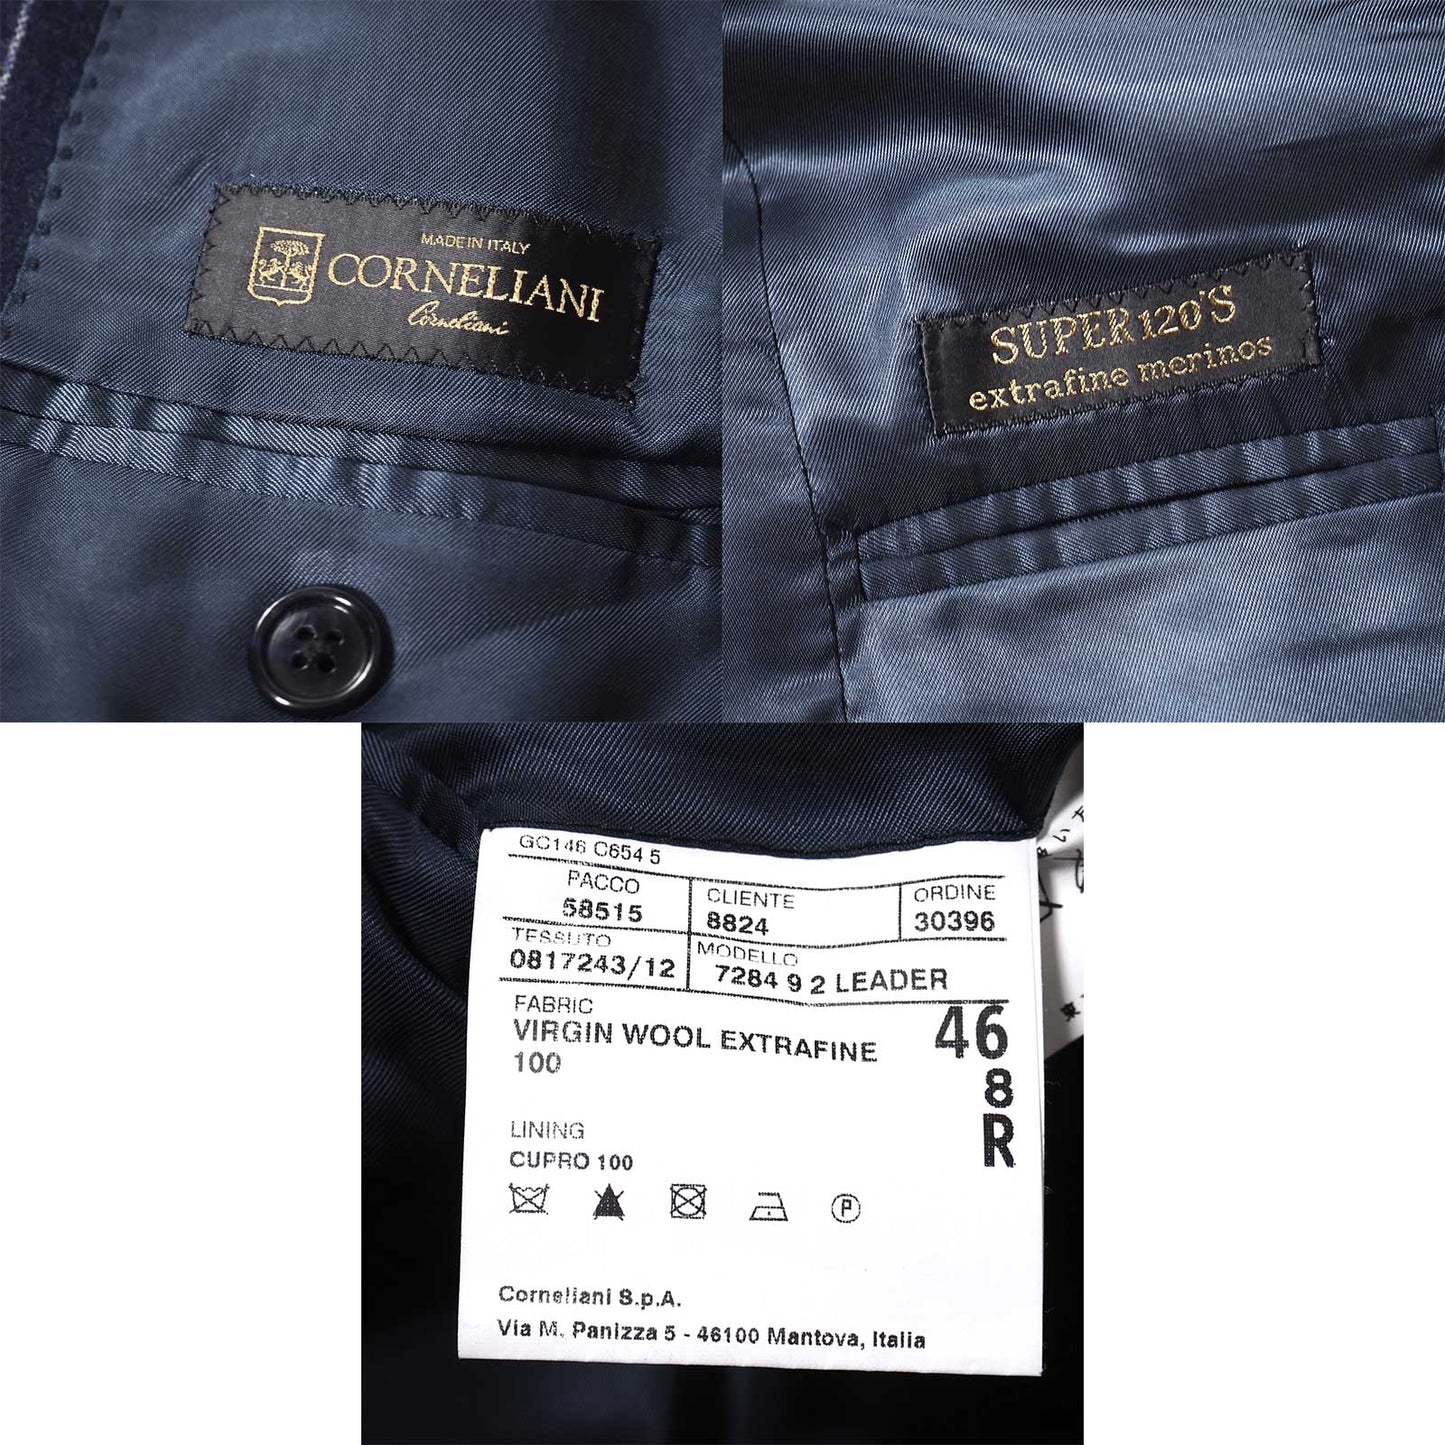 MADE IN ITALY
CORNELIANI
Corneliani
SUPER 120'S
extrafine merinos
GC146 C654 5
PACCO
58515
CLIENTE
8824
ORDINE
30396
TESSUTO
0817243/12
MODELLO
7284 9 2 LEADER
FABRIC
VIRGIN WOOL EXTRAFINE
100
46
8
R
LINING
CUPRO 100
P
Corneliani S.p.A.
Via M. Panizza 5 - 46100 Mantova, Italia
東